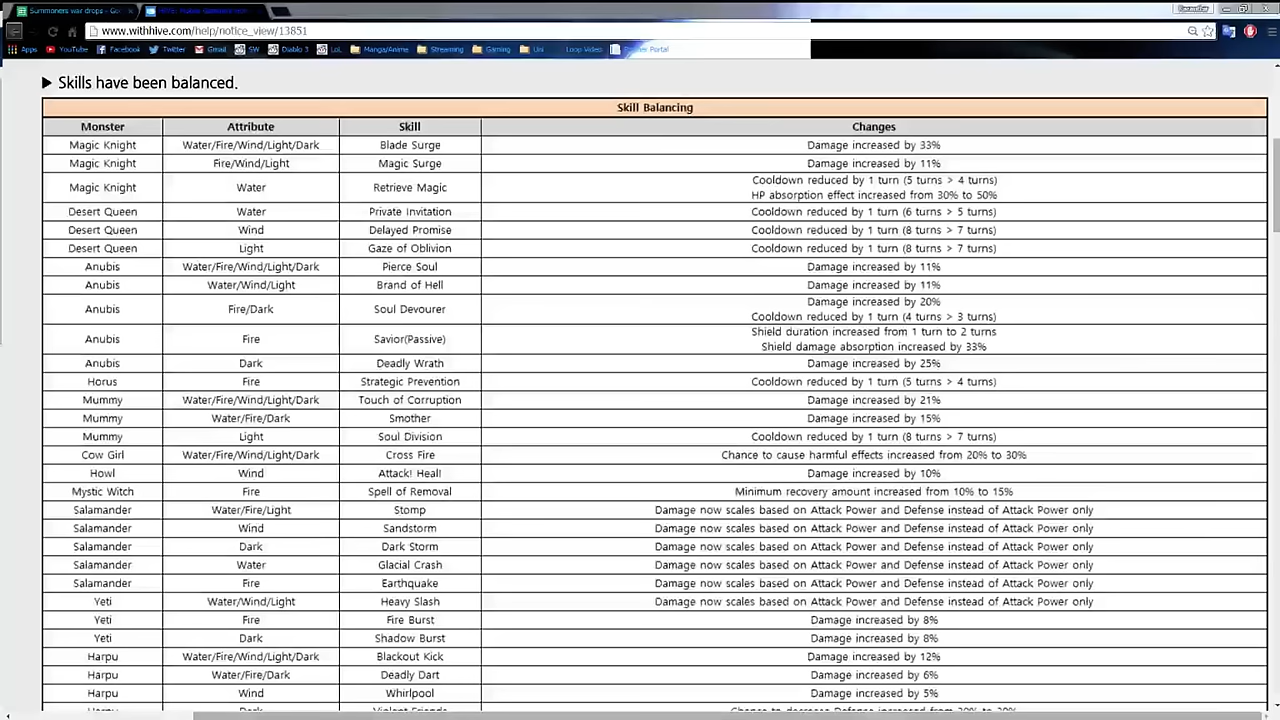 Summoners war drops - Go
www.withhive.com/help/notice_view/13851
Apps YouTube Facebook Twitter Gmail SW Diablo 3 LoL Manga/Anime Streaming Gaming Uni Loop Video Portal
▶ Skills have been balanced.
Skill Balancing
Monster Attribute Skill Changes
Magic Knight Water/Fire/Wind/Light/Dark Blade Surge Damage increased by 33%
Magic Knight Fire/Wind/Light Magic Surge Damage increased by 11%
Magic Knight Water Retrieve Magic Cooldown reduced by 1 turn (5 turns > 4 turns)
HP absorption effect increased from 30% to 50%
Desert Queen Water Private Invitation Cooldown reduced by 1 turn (6 turns > 5 turns)
Desert Queen Wind Delayed Promise Cooldown reduced by 1 turn (8 turns > 7 turns)
Desert Queen Light Gaze of Oblivion Cooldown reduced by 1 turn (8 turns > 7 turns)
Anubis Water/Fire/Wind/Light/Dark Pierce Soul Damage increased by 11%
Anubis Water/Wind/Light Brand of Hell Damage increased by 11%
Anubis Fire/Dark Soul Devourer Damage increased by 20%
Cooldown reduced by 1 turn (4 turns > 3 turns)
Anubis Fire Savior(Passive) Shield duration increased from 1 turn to 2 turns
Shield damage absorption increased by 33%
Anubis Dark Deadly Wrath Damage increased by 25%
Horus Fire Strategic Prevention Cooldown reduced by 1 turn (5 turns > 4 turns)
Mummy Water/Fire/Wind/Light/Dark Touch of Corruption Damage increased by 21%
Mummy Water/Fire/Dark Smother Damage increased by 15%
Mummy Light Soul Division Cooldown reduced by 1 turn (8 turns > 7 turns)
Cow Girl Water/Fire/Wind/Light/Dark Cross Fire Chance to cause harmful effects increased from 20% to 30%
Howl Wind Attack! Heal! Damage increased by 10%
Mystic Witch Fire Spell of Removal Minimum recovery amount increased from 10% to 15%
Salamander Water/Fire/Light Stomp Damage now scales based on Attack Power and Defense instead of Attack Power only
Salamander Wind Sandstorm Damage now scales based on Attack Power and Defense instead of Attack Power only
Salamander Dark Dark Storm Damage now scales based on Attack Power and Defense instead of Attack Power only
Salamander Water Glacial Crash Damage now scales based on Attack Power and Defense instead of Attack Power only
Salamander Fire Earthquake Damage now scales based on Attack Power and Defense instead of Attack Power only
Yeti Water/Wind/Light Heavy Slash Damage now scales based on Attack Power and Defense instead of Attack Power only
Yeti Fire Fire Burst Damage increased by 8%
Yeti Dark Shadow Burst Damage increased by 8%
Harpu Water/Fire/Wind/Light/Dark Blackout Kick Damage increased by 12%
Harpu Water/Fire/Dark Deadly Dart Damage increased by 6%
Harpu Wind Whirlpool Damage increased by 5%